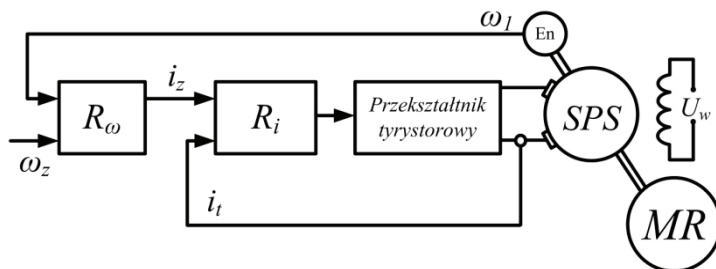 ω1
En
iz
Rω
Ri
Przekształtnik
tyrystorowy
SPS
Uw
ωz
it
MR